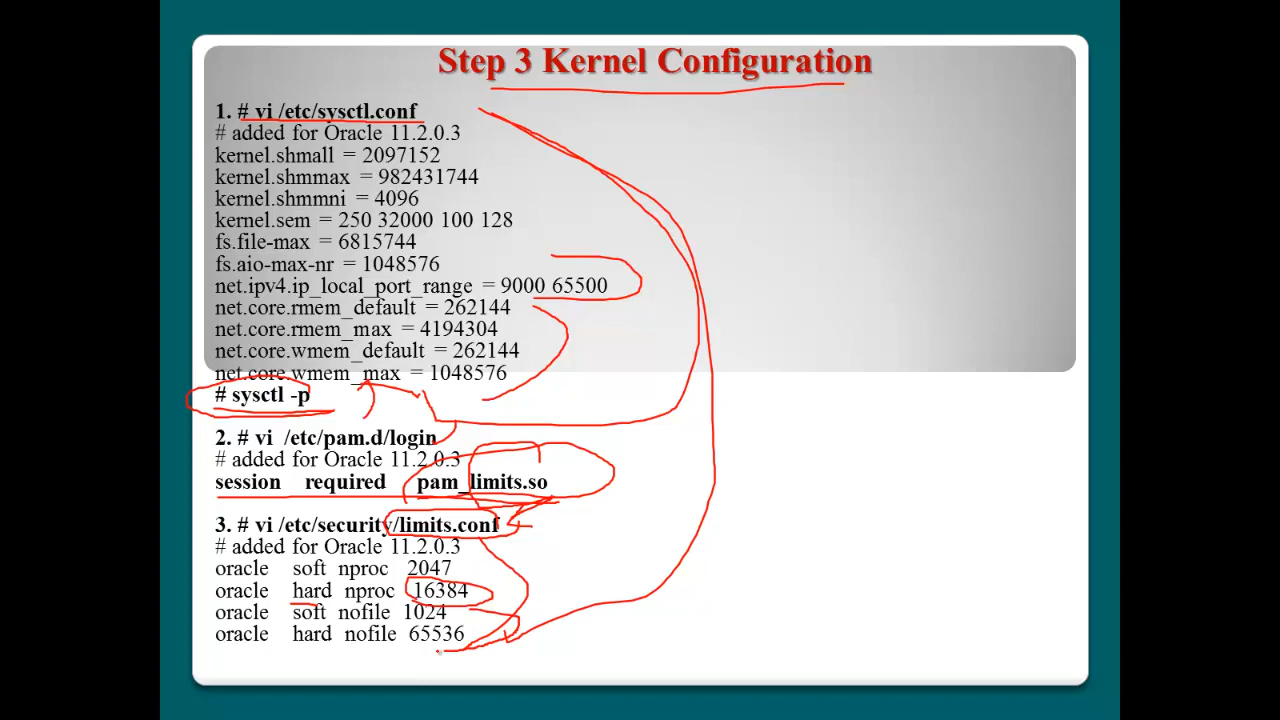 Step 3 Kernel Configuration
1. # vi /etc/sysctl.conf
# added for Oracle 11.2.0.3
kernel.shmall = 2097152
kernel.shmmax = 982431744
kernel.shmmni = 4096
kernel.sem = 250 32000 100 128
fs.file-max = 6815744
fs.aio-max-nr = 1048576
net.ipv4.ip_local_port_range = 9000 65500
net.core.rmem_default = 262144
net.core.rmem_max = 4194304
net.core.wmem_default = 262144
net.core.wmem_max = 1048576
# sysctl -p
2. # vi /etc/pam.d/login
# added for Oracle 11.2.0.3
session required pam_limits.so
3. # vi /etc/security/limits.conf
# added for Oracle 11.2.0.3
oracle soft nproc 2047
oracle hard nproc 16384
oracle soft nofile 1024
oracle hard nofile 65536